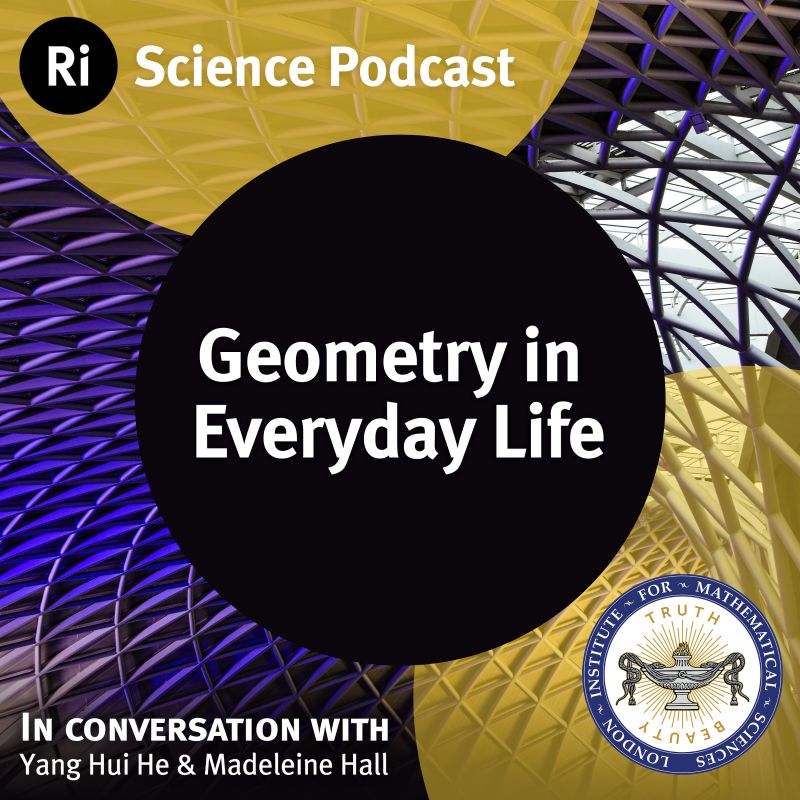 Ri Science Podcast
Geometry in
Everyday Life
IN CONVERSATION WITH
Yang Hui He & Madeleine Hall
LONDON INSTITUTE FOR MATHEMATICAL SCIENCES
TRUTH
BEAUTY